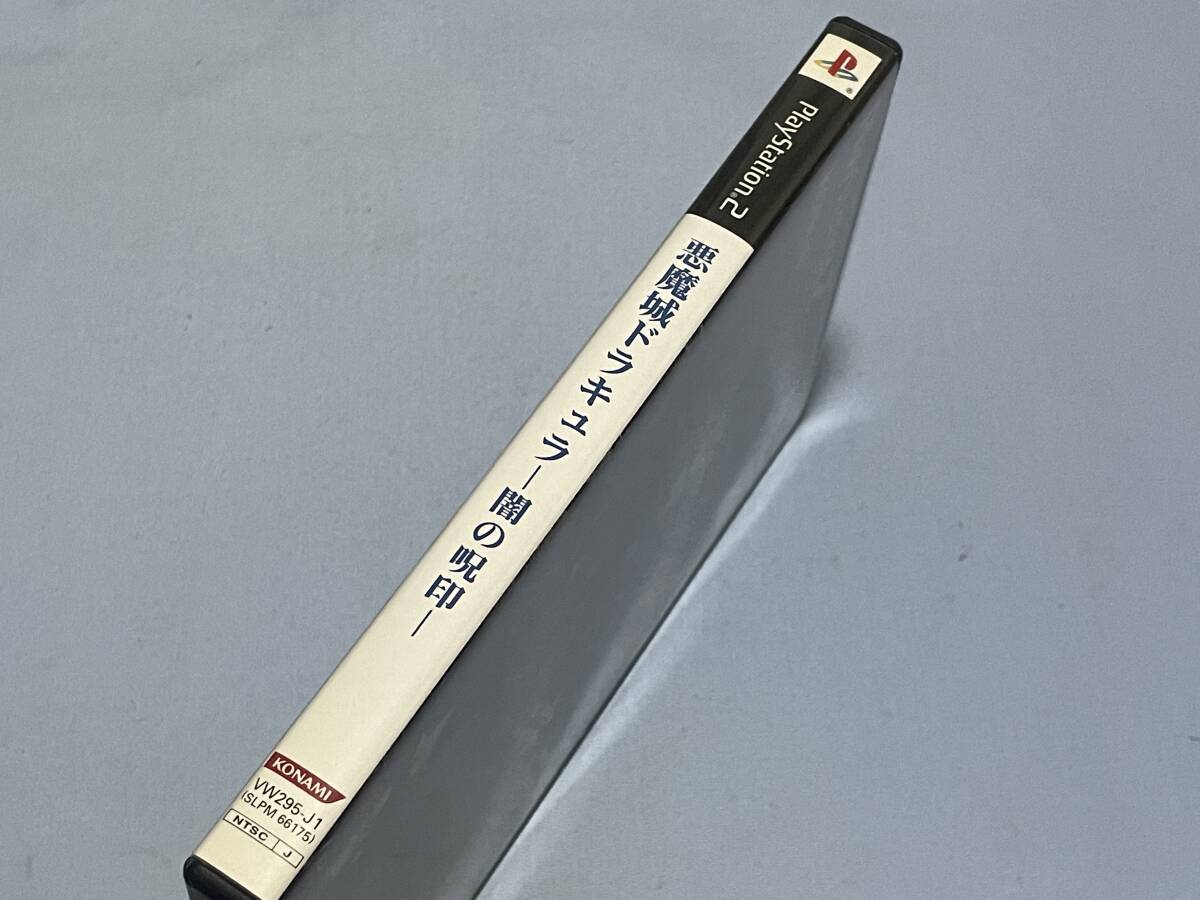 PlayStation®2
悪魔城ドラキュラ―闇の呪印―
KONAMI
VW295-J1
(SLPM 66175)
NTSC J